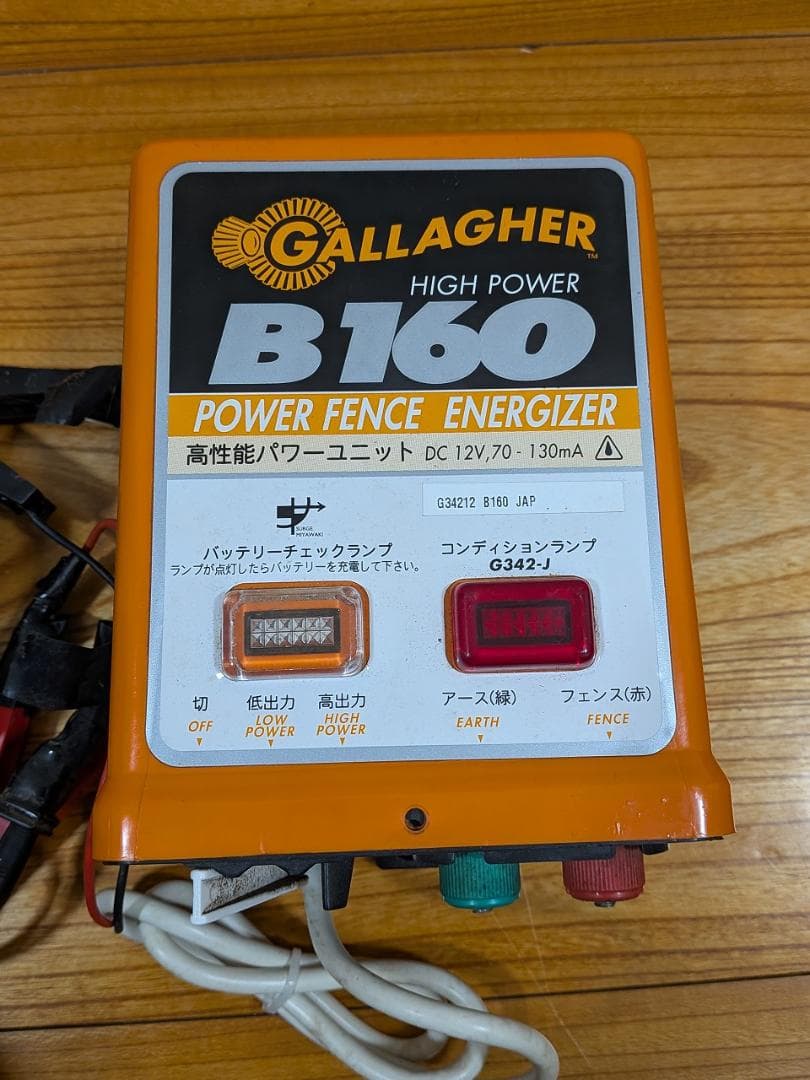 GALLAGHER™
HIGH POWER
B160
POWER FENCE ENERGIZER
高性能パワーユニット DC 12V,70 - 130mA
G34212 B160 JAP
SURGE
MIYAWAKI
バッテリーチェックランプ
ランプが点灯したらバッテリーを充電して下さい。
コンディションランプ
G342-J
切 低出力 高出力 アース(緑) フェンス(赤)
OFF LOW POWER HIGH POWER EARTH FENCE